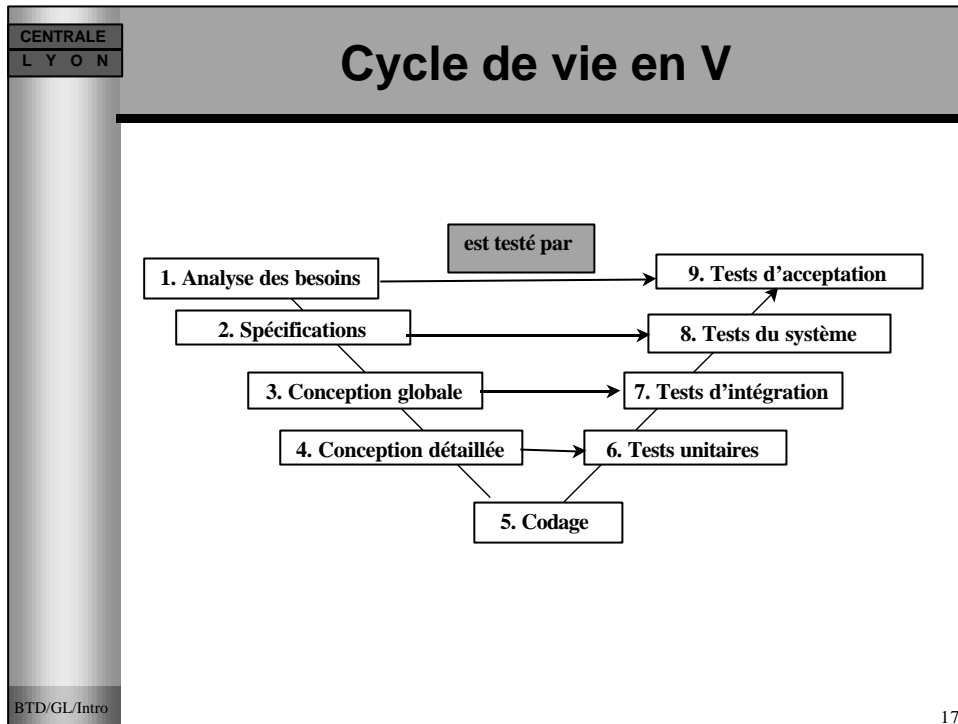 CENTRALE
L Y O N
Cycle de vie en V
est testé par
1. Analyse des besoins
9. Tests d’acceptation
2. Spécifications
8. Tests du système
3. Conception globale
7. Tests d’intégration
4. Conception détaillée
6. Tests unitaires
5. Codage
BTD/GL/Intro
17